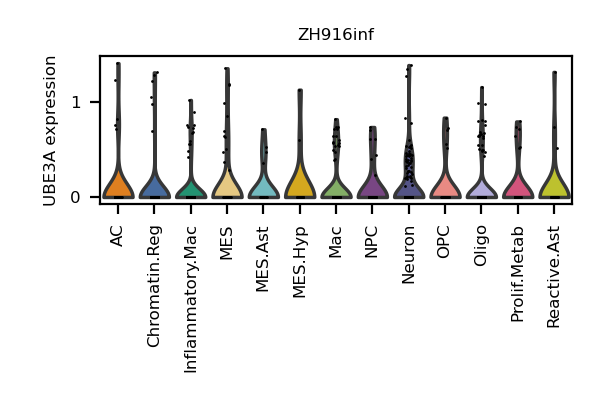 ZH916inf
UBE3A expression
1
0
AC
Chromatin.Reg
Inflammatory.Mac
MES
MES.Ast
MES.Hyp
Mac
NPC
Neuron
OPC
Oligo
Prolif.Metab
Reactive.Ast